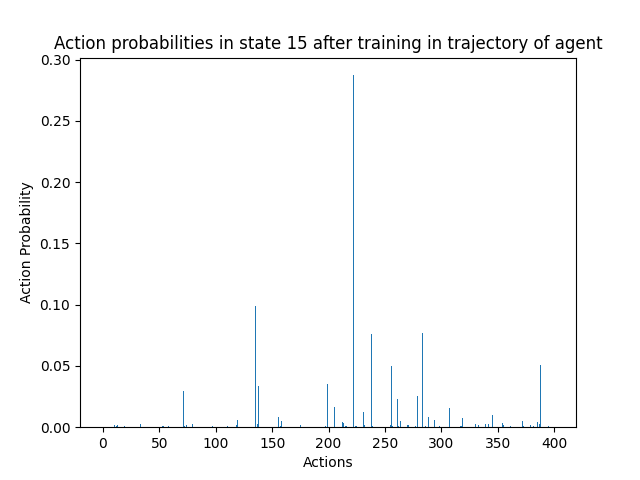 Action probabilities in state 15 after training in trajectory of agent
0.30
0.25
0.20
0.15
0.10
0.05
0.00
Action Probability
0 50 100 150 200 250 300 350 400
Actions